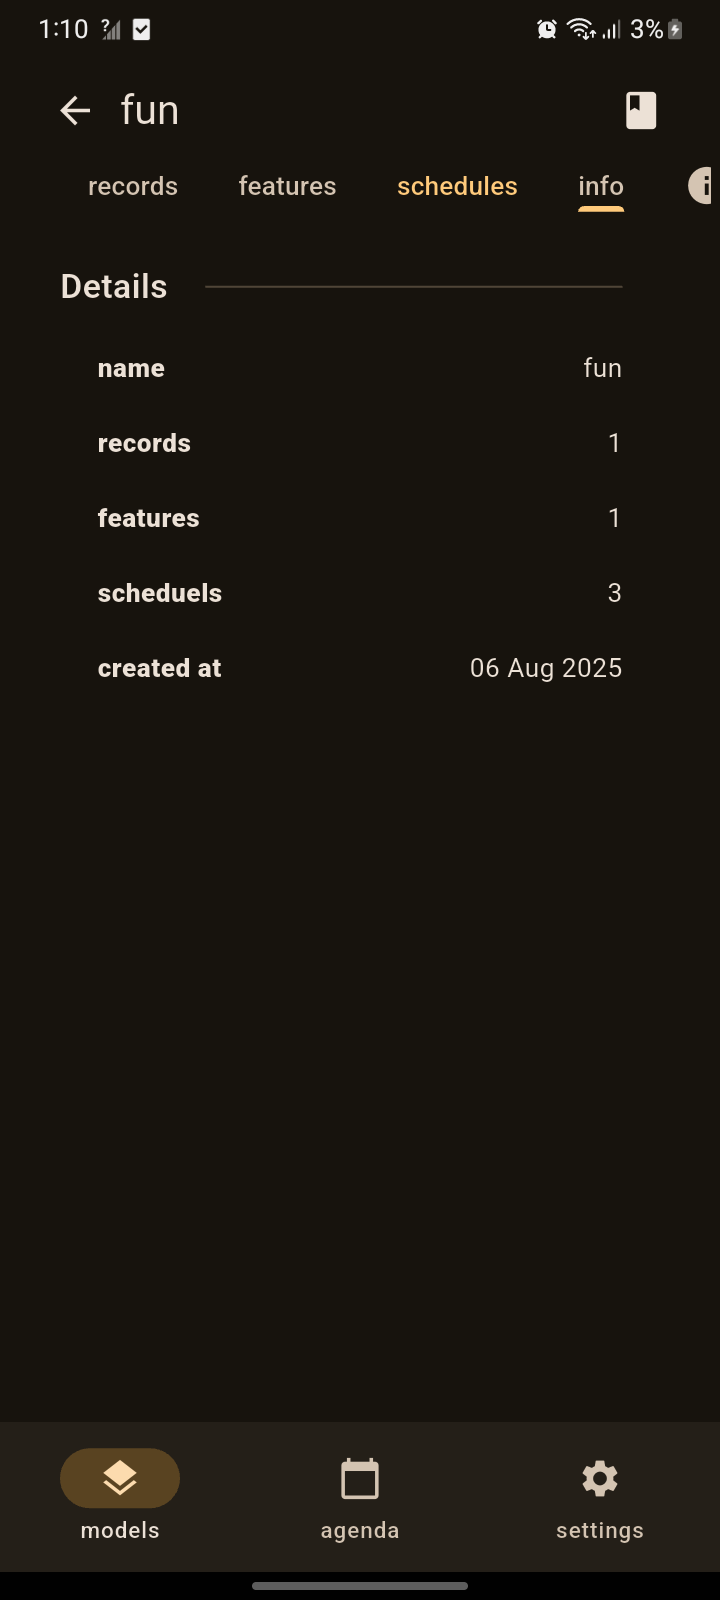 1:10 3%
fun
records features schedules info
Details
name fun
records 1
features 1
scheduels 3
created at 06 Aug 2025
models agenda settings